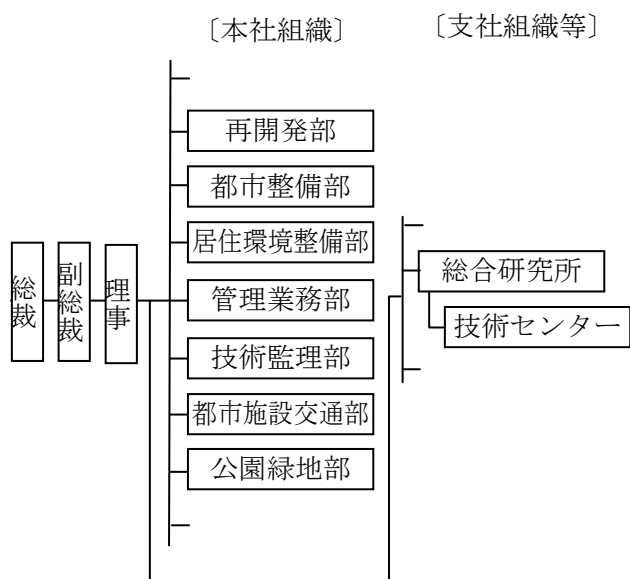 〔本社組織〕
〔支社組織等〕
総裁
副総裁
理事
再開発部
都市整備部
居住環境整備部
管理業務部
技術監理部
都市施設交通部
公園緑地部
総合研究所
技術センター